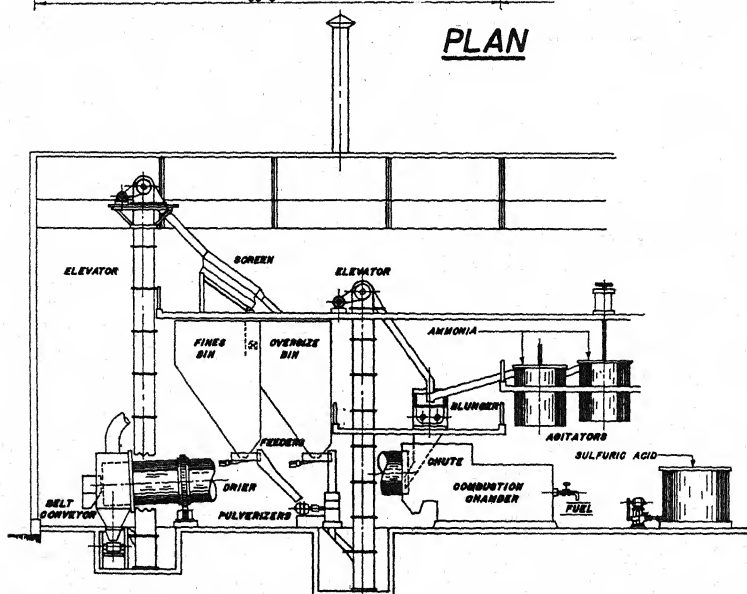 PLAN
ELEVATOR
SCREEN
ELEVATOR
AMMONIA
FINES
BIN
OVERSIZE
BIN
BLUNGER
AGITATORS
FEEDERS
SULFURIC ACID
DRIER
CHUTE
COMBUSTION
CHAMBER
BELT
CONVEYOR
PULVERIZERS
FUEL